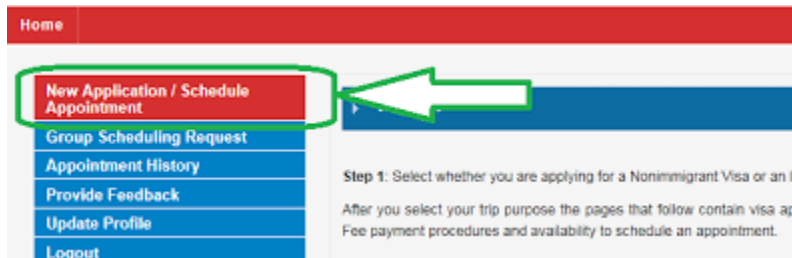 Home
New Application / Schedule
Appointment
Group Scheduling Request
Appointment History
Provide Feedback
Update Profile
Logout
Step 1: Select whether you are applying for a Nonimmigrant Visa or an
After you select your trip purpose the pages that follow contain visa ap
Fee payment procedures and availability to schedule an appointment.